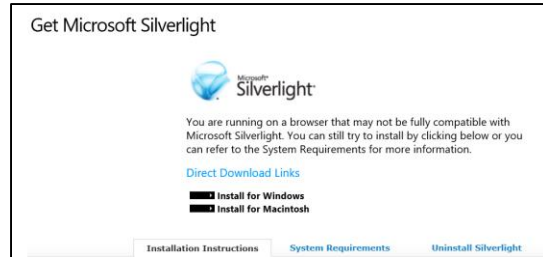 Get Microsoft Silverlight
Microsoft®
Silverlight™
You are running on a browser that may not be fully compatible with
Microsoft Silverlight. You can still try to install by clicking below or you
can refer to the System Requirements for more information.
Direct Download Links
Install for Windows
Install for Macintosh
Installation Instructions System Requirements Uninstall Silverlight